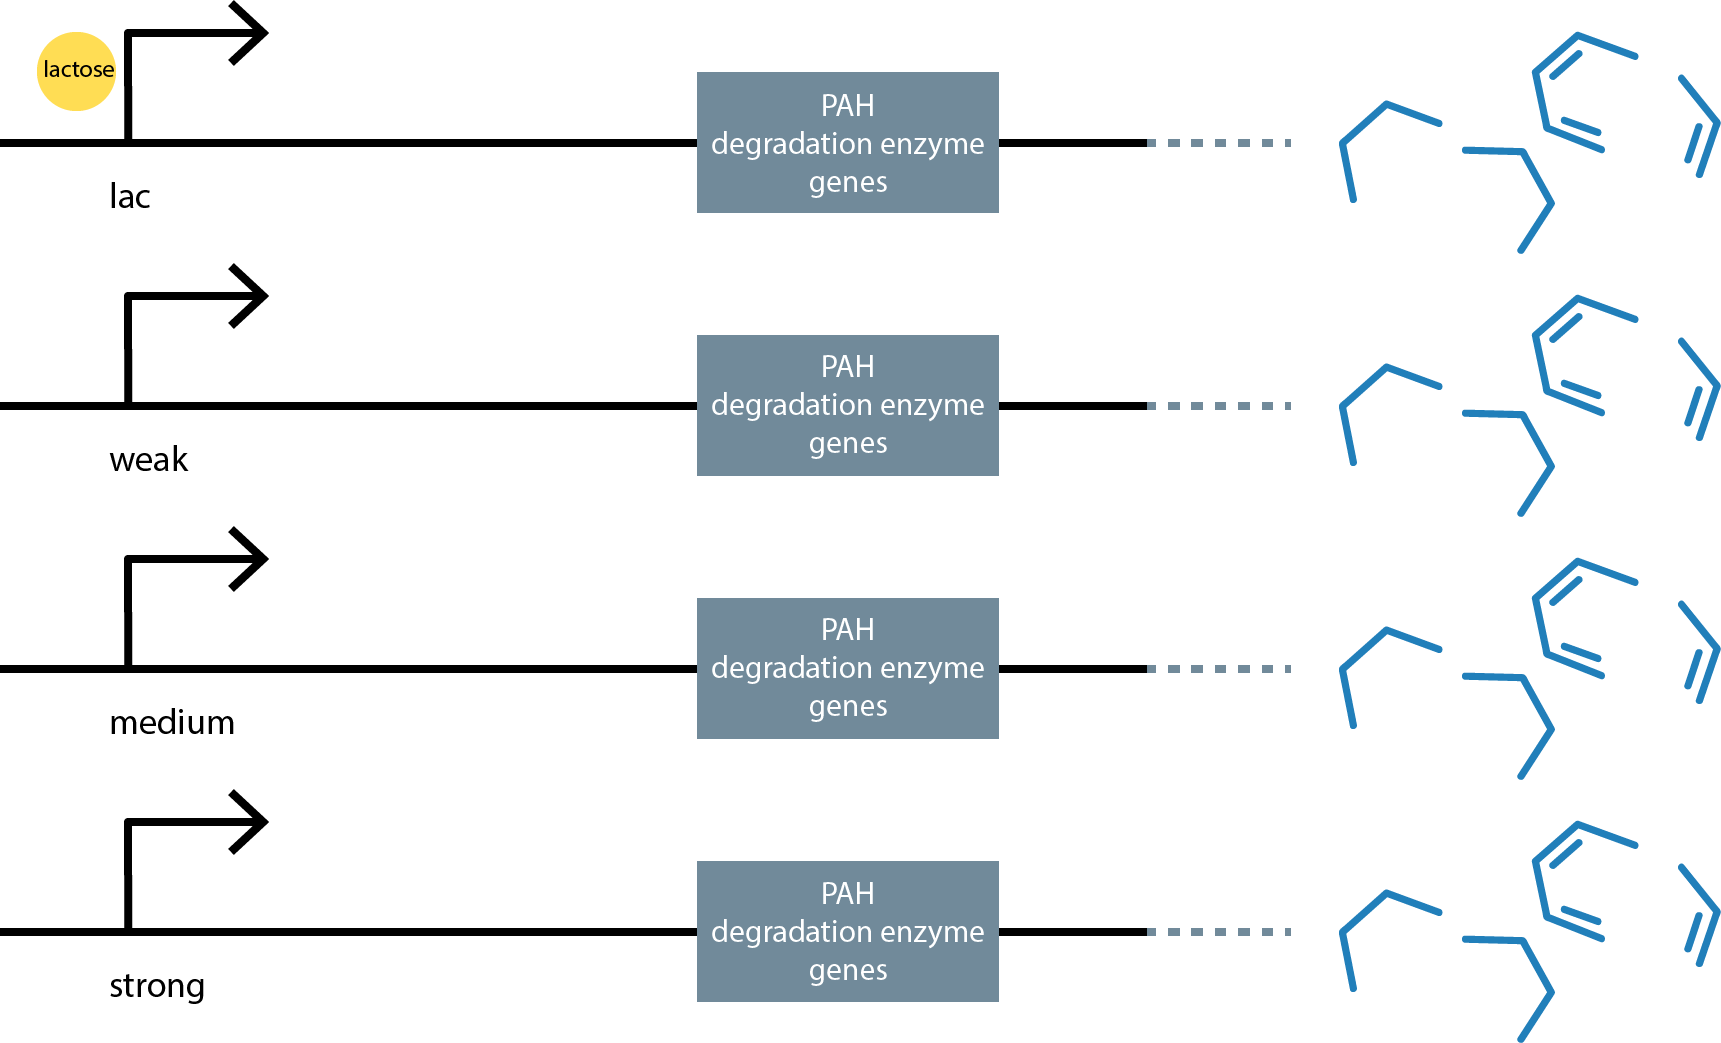 lactose
PAH
degradation enzyme
genes
lac
PAH
degradation enzyme
genes
weak
PAH
degradation enzyme
genes
medium
PAH
degradation enzyme
genes
strong